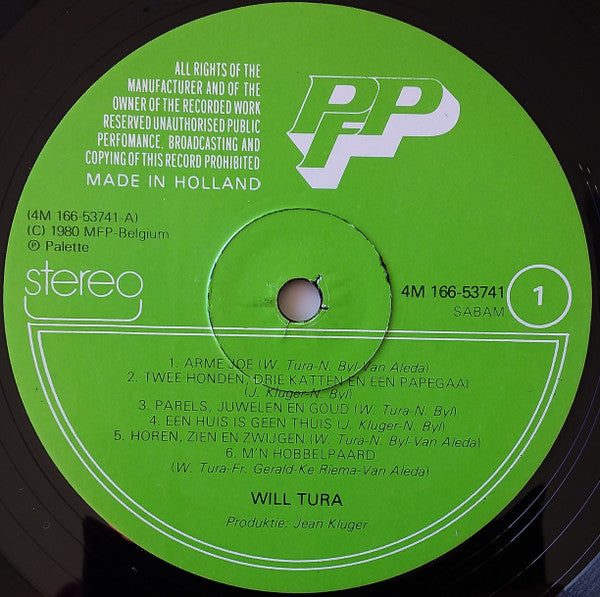 ALL RIGHTS OF THE
MANUFACTURER AND OF THE
OWNER OF THE RECORDED WORK
RESERVED UNAUTHORISED PUBLIC
PERFOMANCE, BROADCASTING AND
COPYING OF THIS RECORD PROHIBITED
MADE IN HOLLAND
PP
(4M 166-53741-A)
(C) 1980 MFP-Belgium
℗ Palette
stereo
4M 166-53741
SABAM
1
1. ARME JOE (W. Tura-N. Byl-Van Aleda)
2. TWEE HONDEN, DRIE KATTEN EN EEN PAPEGAAI
(J. Kluger-N. Byl)
3. PARELS, JUWELEN EN GOUD (W. Tura-N. Byl)
4. EEN HUIS IS GEEN THUIS (J. Kluger-N. Byl)
5. HOREN, ZIEN EN ZWIJGEN (W. Tura-N. Byl-Van Aleda)
6. M'N HOBBELPAARD
(W. Tura-Fr. Gerald-Ke Riema-Van Aleda)
WILL TURA
Produktie: Jean Kluger